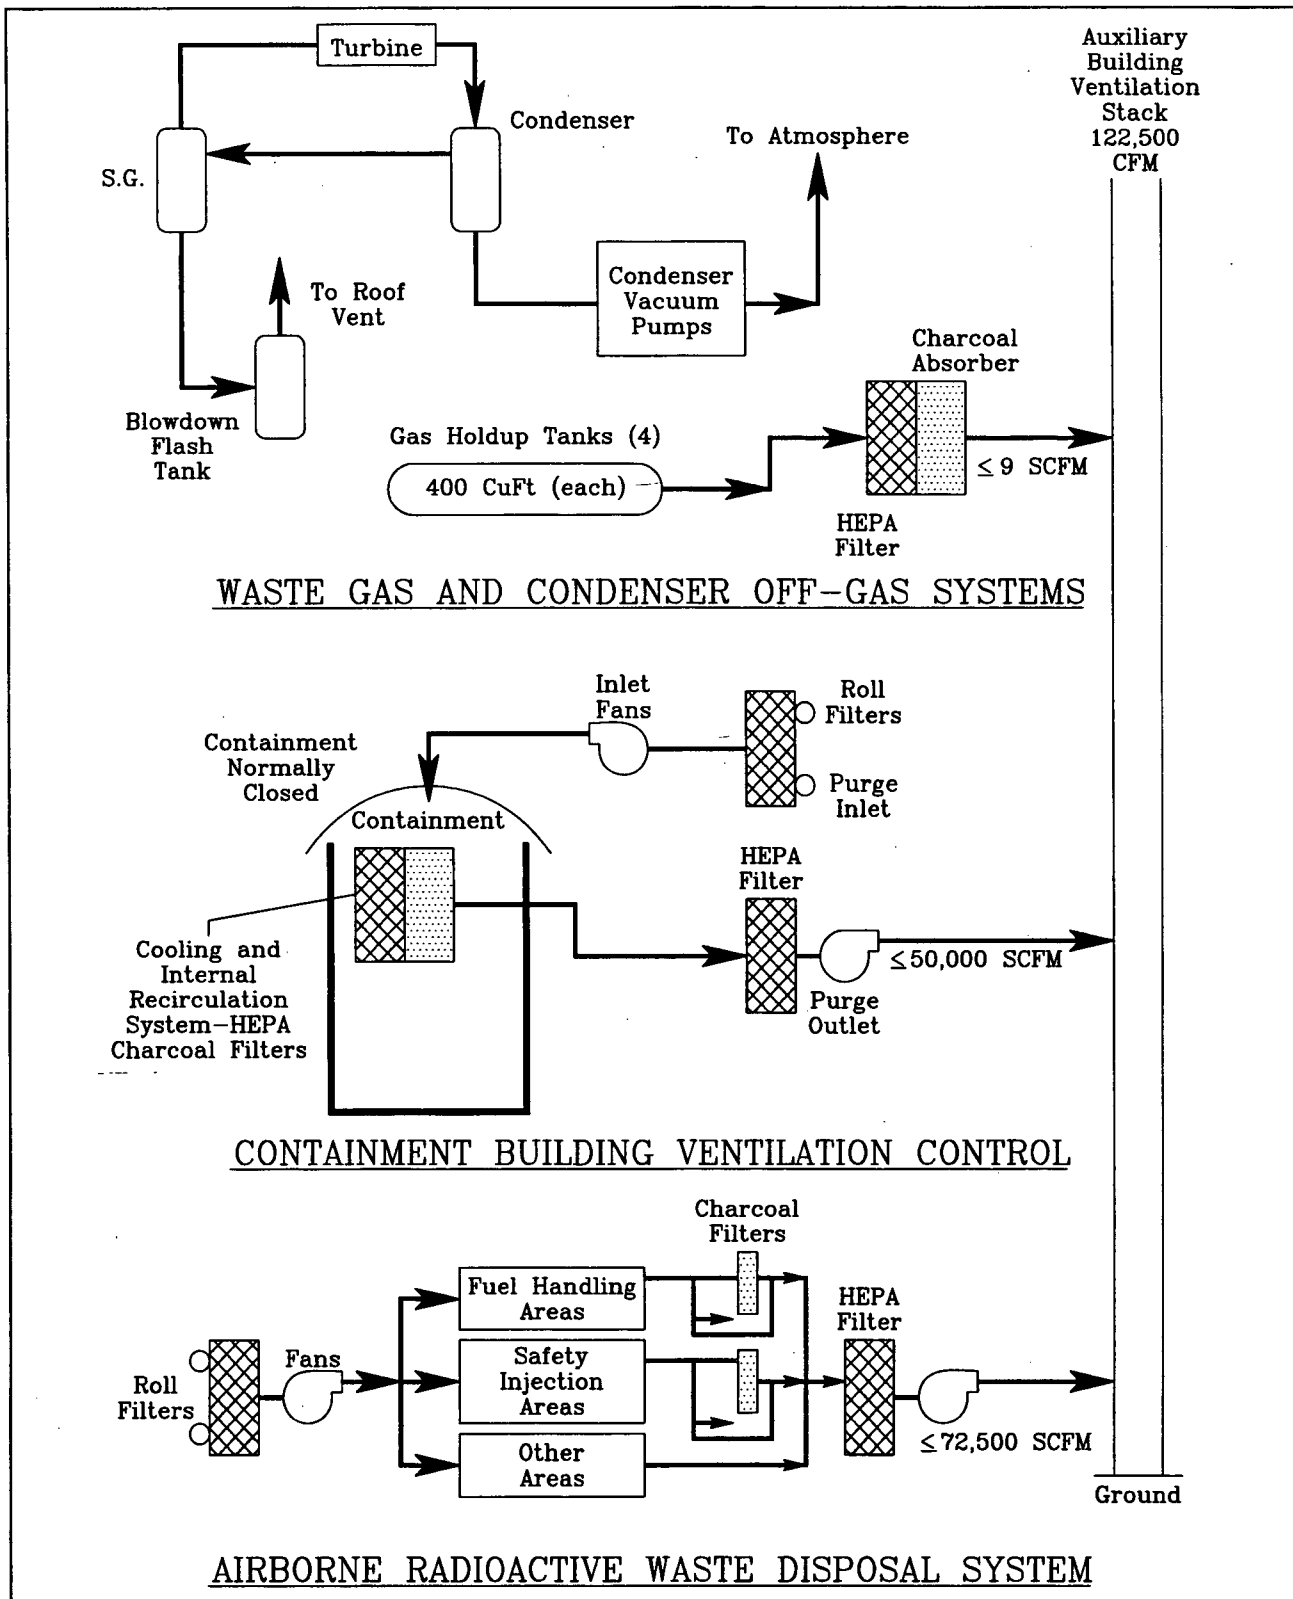 Turbine
Auxiliary
Building
Ventilation
Stack
122,500
CFM
Condenser
To Atmosphere
S.G.
To Roof
Vent
Condenser
Vacuum
Pumps
Charcoal
Absorber
Blowdown
Flash
Tank
Gas Holdup Tanks (4)
400 CuFt (each)
≤ 9 SCFM
HEPA
Filter
WASTE GAS AND CONDENSER OFF-GAS SYSTEMS
Inlet
Fans
Roll
Filters
Containment
Normally
Closed
Purge
Inlet
Containment
HEPA
Filter
Cooling and
Internal
Recirculation
System-HEPA
Charcoal Filters
≤50,000 SCFM
Purge
Outlet
CONTAINMENT BUILDING VENTILATION CONTROL
Charcoal
Filters
Fuel Handling
Areas
HEPA
Filter
Fans
Safety
Injection
Areas
Roll
Filters
Other
Areas
≤72,500 SCFM
Ground
AIRBORNE RADIOACTIVE WASTE DISPOSAL SYSTEM